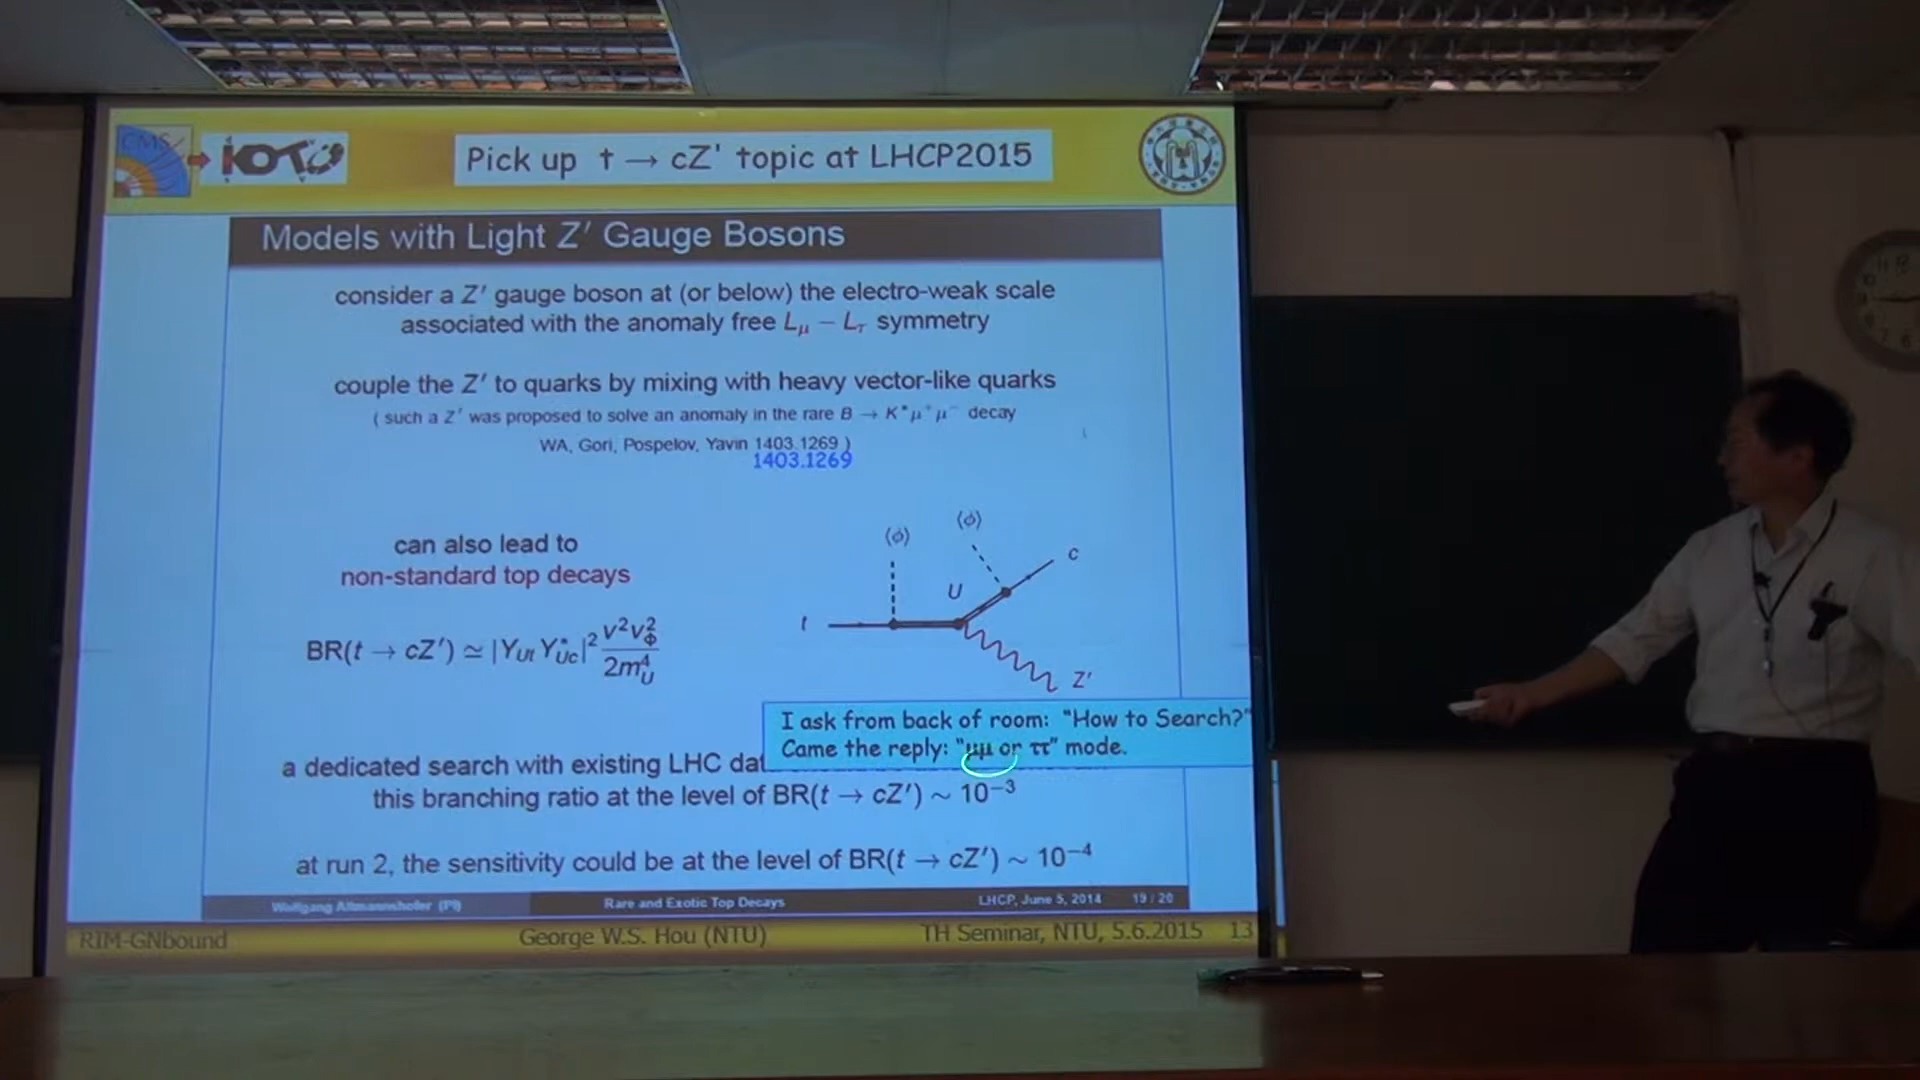 CMS
KOTO
Pick up t → cZ' topic at LHCP2015
Models with Light Z′ Gauge Bosons
consider a Z′ gauge boson at (or below) the electro-weak scale
associated with the anomaly free Lμ − Lτ symmetry
couple the Z′ to quarks by mixing with heavy vector-like quarks
( such a Z′ was proposed to solve an anomaly in the rare B → K*μ⁺μ⁻ decay
WA, Gori, Pospelov, Yavin 1403.1269 )
1403.1269
can also lead to
non-standard top decays
BR(t → cZ′) ≃ |Y_Ut Y*_Uc|² v²v²_Φ / 2m⁴_U
⟨ϕ⟩
⟨ϕ⟩
t
U
c
Z′
I ask from back of room: "How to Search?"
Came the reply: "μμ or ττ" mode.
a dedicated search with existing LHC dat
this branching ratio at the level of BR(t → cZ′) ∼ 10⁻³
at run 2, the sensitivity could be at the level of BR(t → cZ′) ∼ 10⁻⁴
Wolfgang Altmannshofer (PI) Rare and Exotic Top Decays LHCP, June 5, 2014 19 / 20
RIM-GNbound George W.S. Hou (NTU) TH Seminar, NTU, 5.6.2015 13